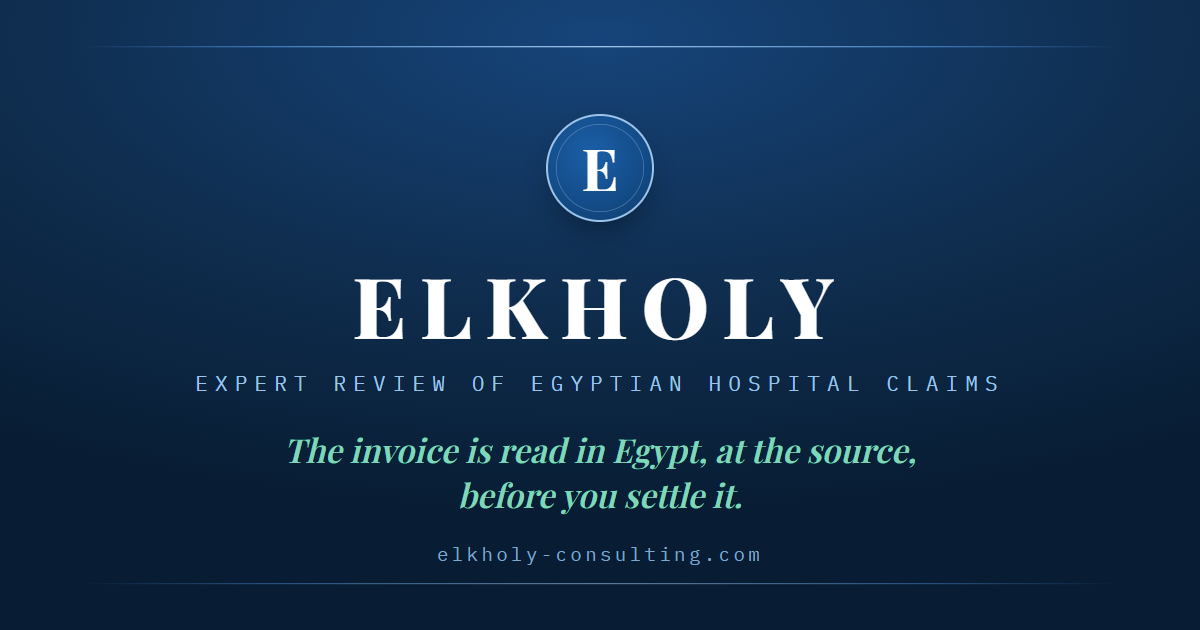 E
ELKHOLY
EXPERT REVIEW OF EGYPTIAN HOSPITAL CLAIMS
The invoice is read in Egypt, at the source,
before you settle it.
elkholy-consulting.com